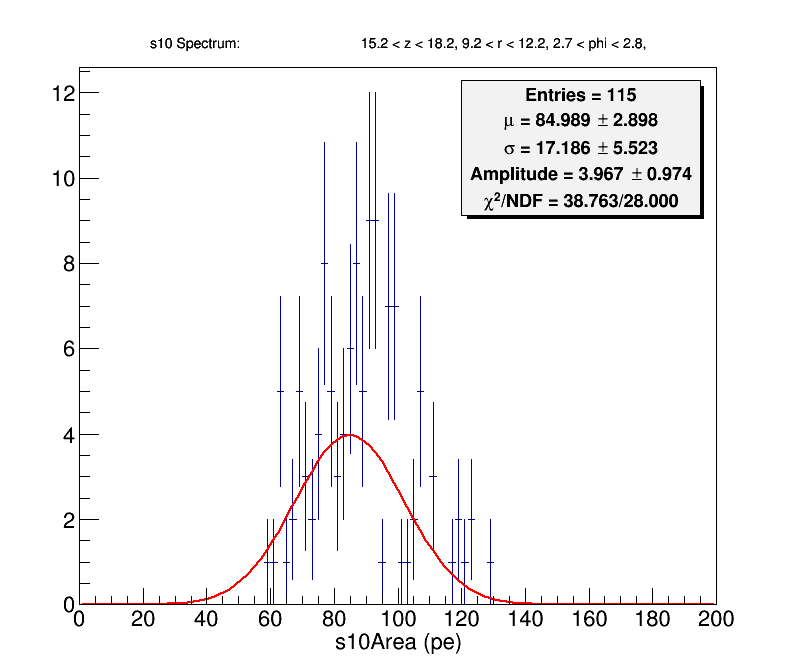 s10 Spectrum: 15.2 < z < 18.2, 9.2 < r < 12.2, 2.7 < phi < 2.8,
Entries = 115
μ = 84.989 ± 2.898
σ = 17.186 ± 5.523
Amplitude = 3.967 ± 0.974
χ²/NDF = 38.763/28.000
12
10
8
6
4
2
0
0 20 40 60 80 100 120 140 160 180 200
s10Area (pe)